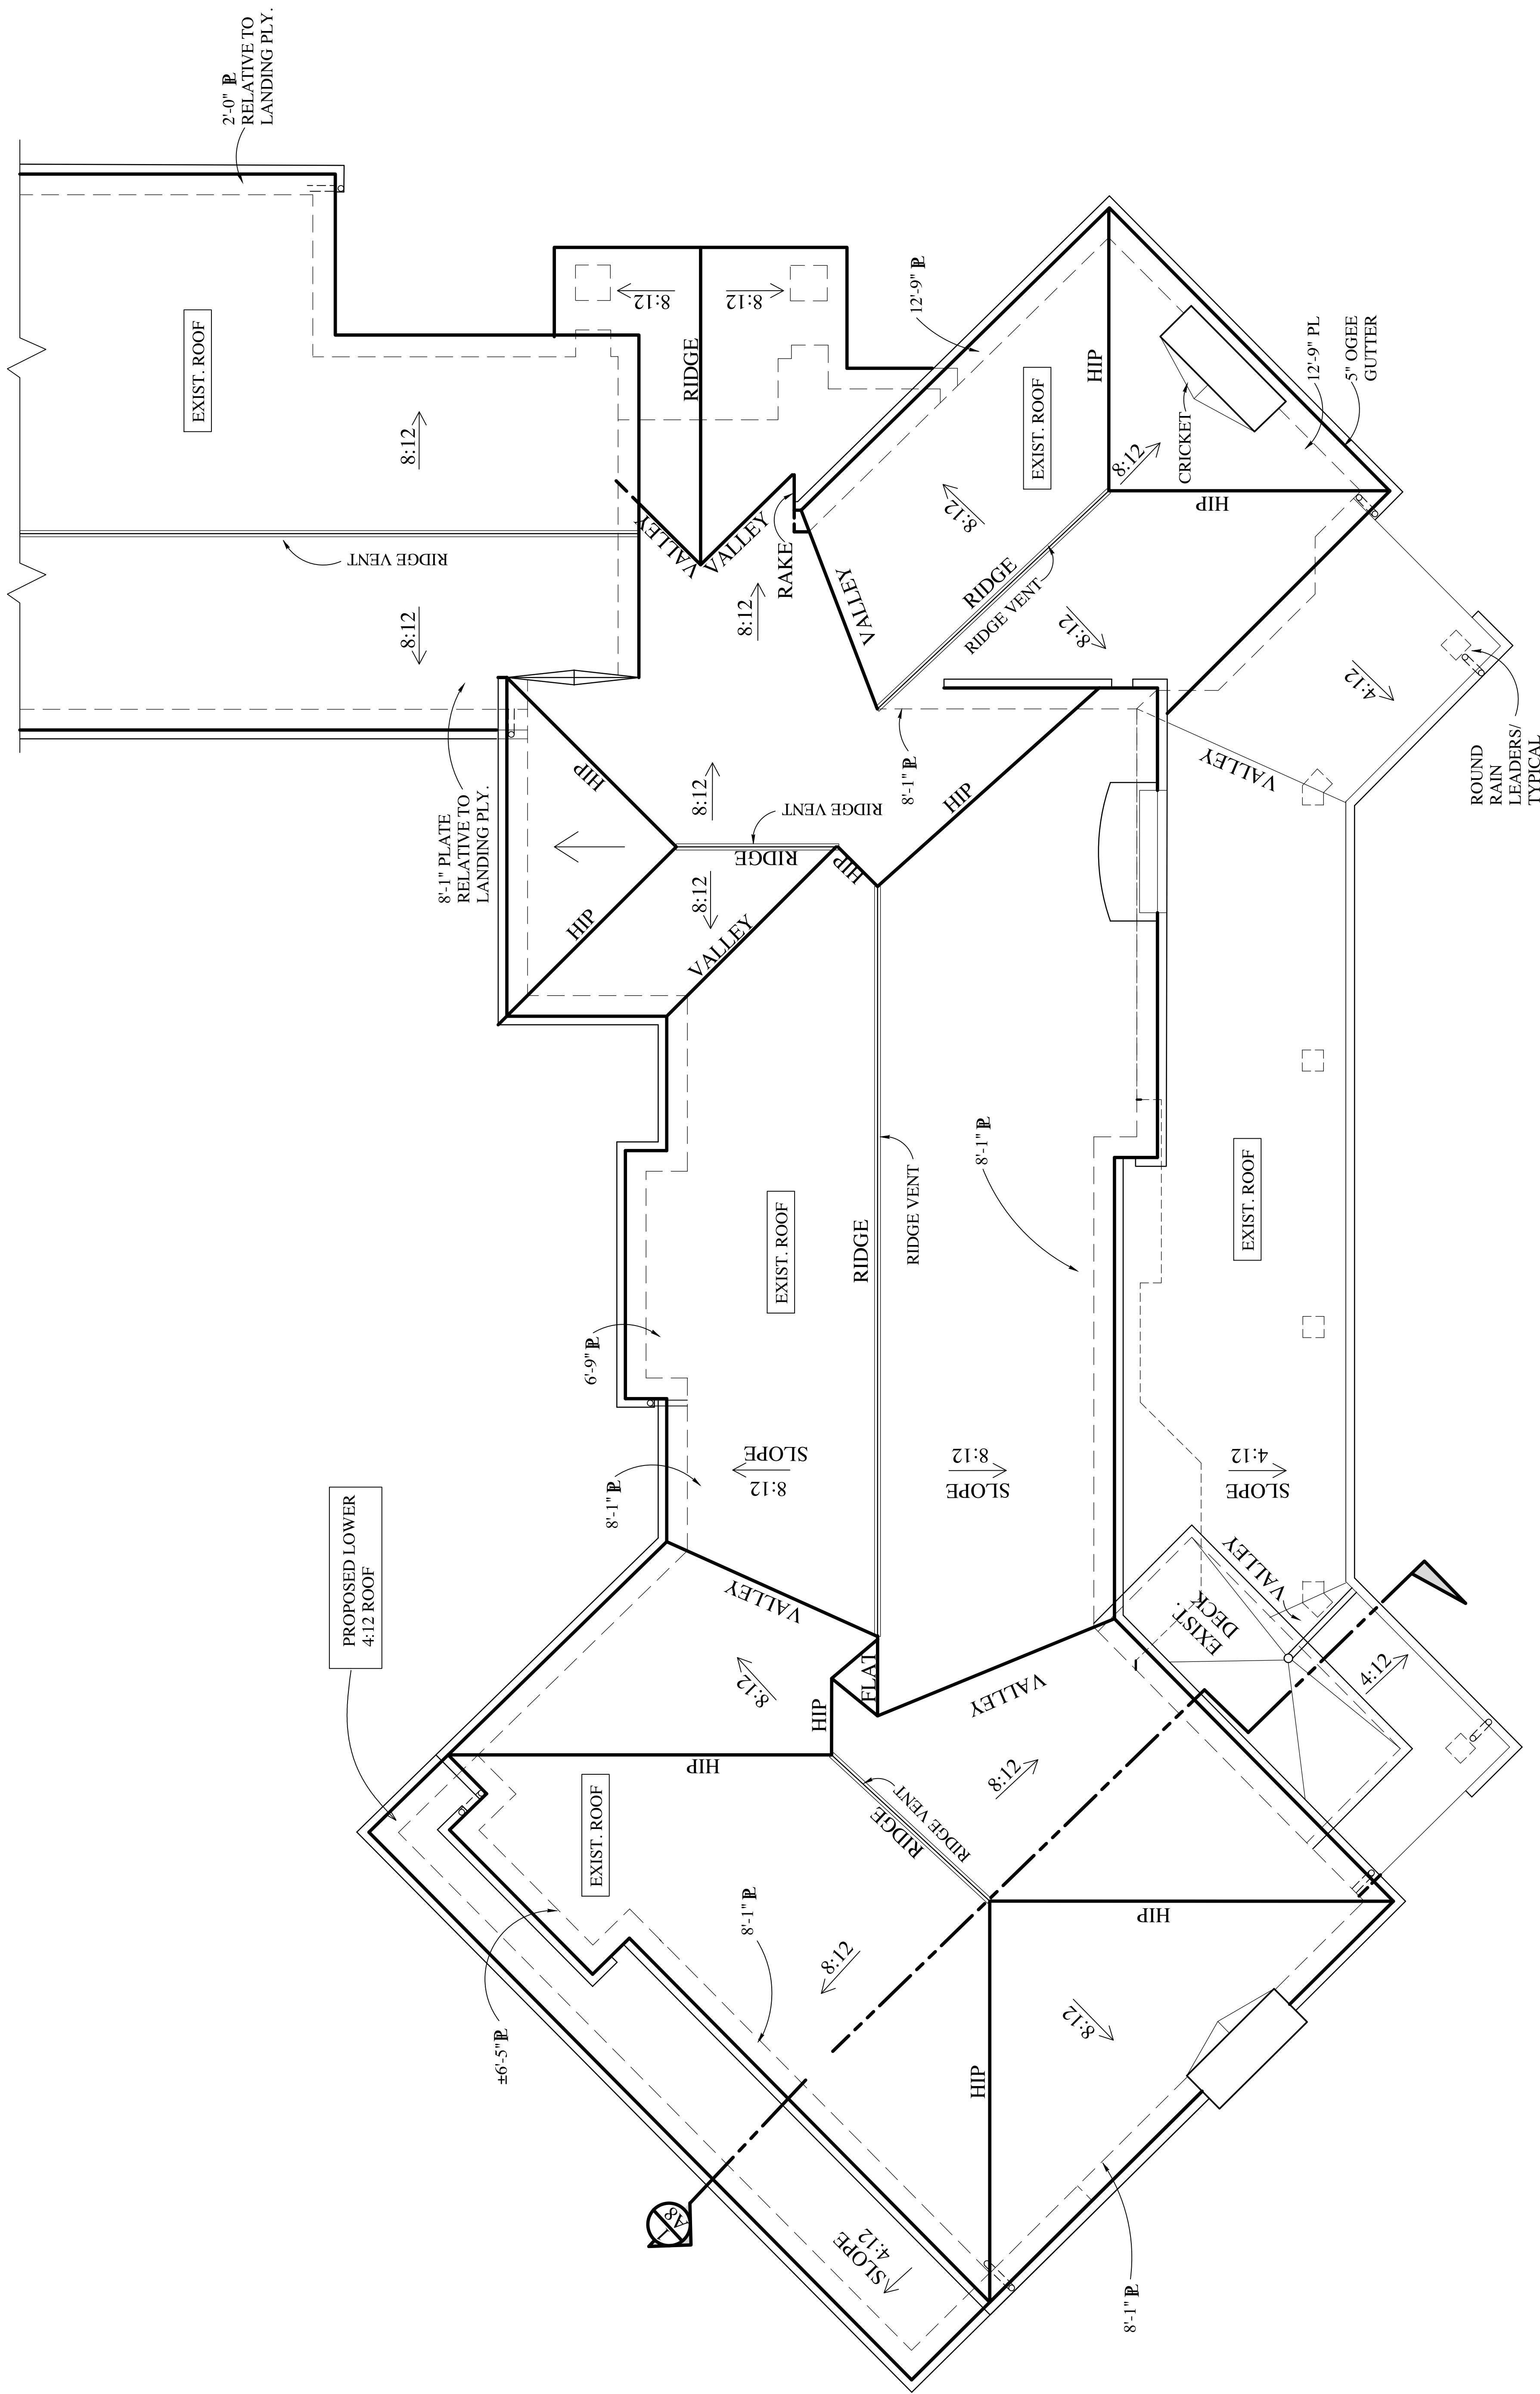 2'-0" PL
RELATIVE TO
LANDING PLY.
EXIST. ROOF
8:12
RIDGE VENT
8:12
8:12
8:12
RIDGE
VALLEY
VALLEY
RAKE
8:12
12'-9" PL
EXIST. ROOF
HIP
8:12
8:12
CRICKET
12'-9" PL
5" OGEE
GUTTER
HIP
VALLEY
RIDGE
RIDGE VENT
8:12
4:12
ROUND
RAIN
LEADERS/
TYPICAL
VALLEY
8'-1" PLATE
RELATIVE TO
LANDING PLY.
HIP
8:12
RIDGE VENT
RIDGE
8'-1" PL
HIP
HIP
HIP
8:12
VALLEY
8'-1" PL
EXIST. ROOF
RIDGE
RIDGE VENT
EXIST. ROOF
6'-9" PL
8'-1" PL
SLOPE
8:12
8:12
SLOPE
4:12
SLOPE
PROPOSED LOWER
4:12 ROOF
VALLEY
VALLEY
EXIST.
DECK
8:12
FLAT
HIP
VALLEY
4:12
HIP
EXIST. ROOF
8:12
RIDGE VENT
RIDGE
±6'-5" PL
8'-1" PL
8:12
HIP
8:12
HIP
A8
SLOPE
4:12
8'-1" PL